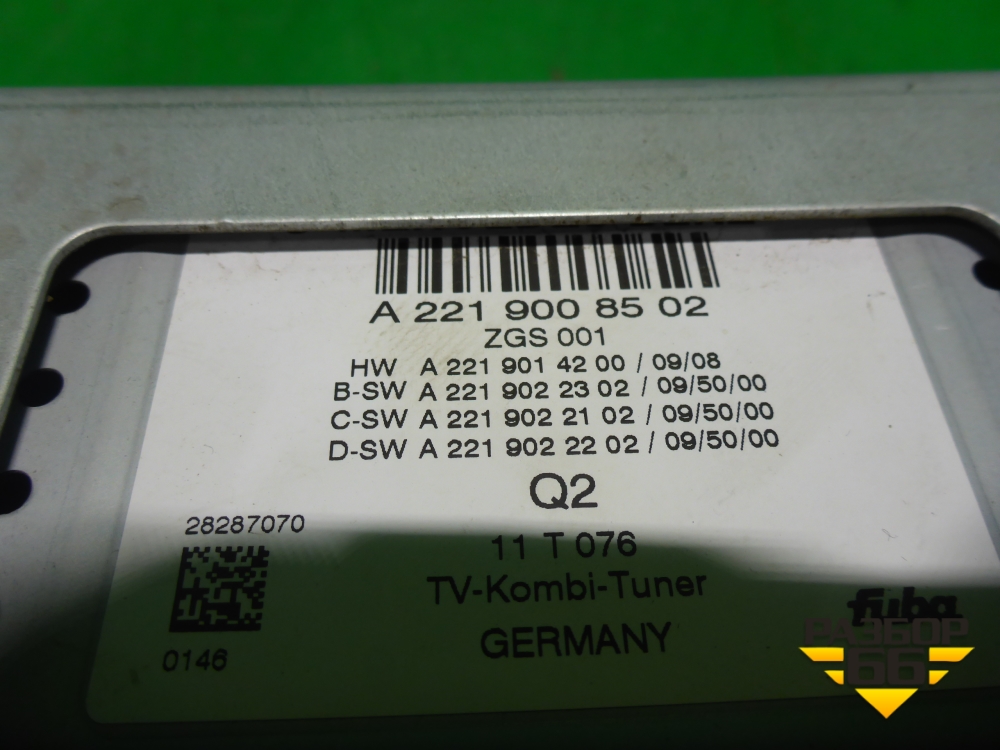 A 221 900 85 02
ZGS 001
HW A 221 901 42 00 / 09/08
B-SW A 221 902 23 02 / 09/50/00
C-SW A 221 902 21 02 / 09/50/00
D-SW A 221 902 22 02 / 09/50/00
Q2
28287070
11 T 076
TV-Kombi-Tuner
fuba
GERMANY
0146
РАЗБОР
66